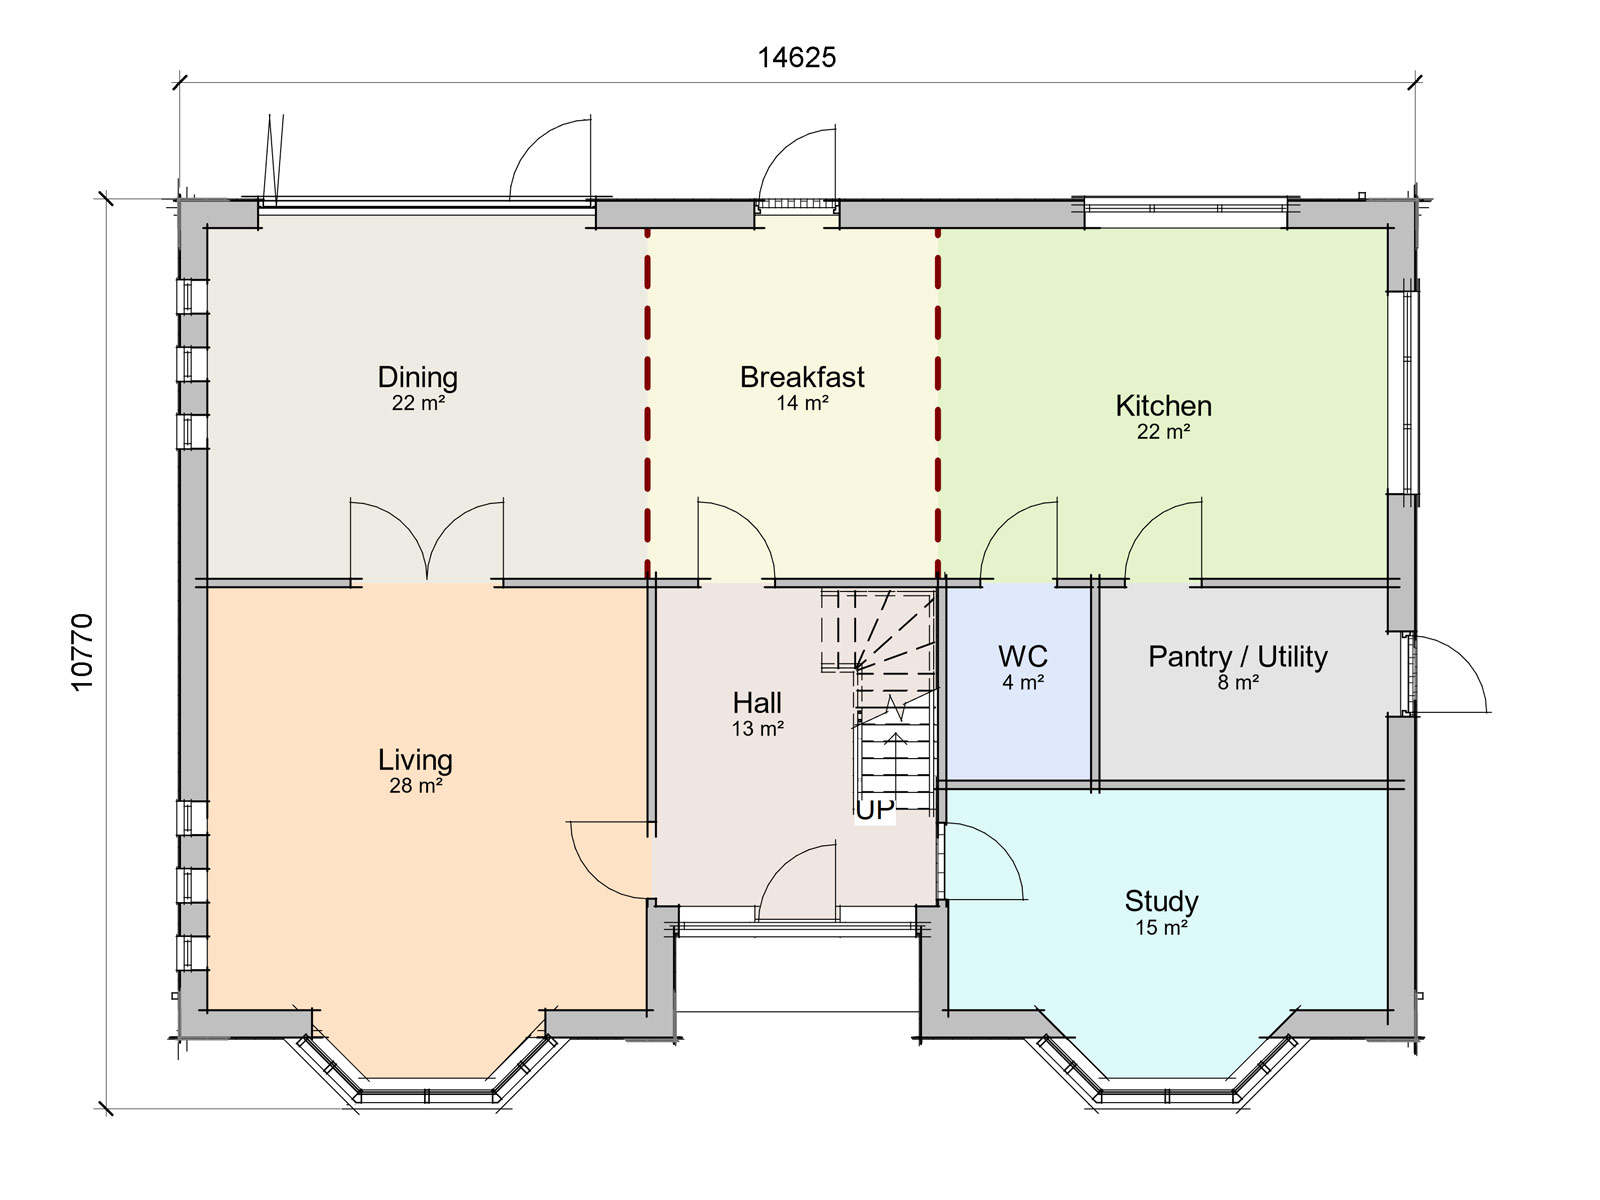 14625
10770
Dining
22 m²
Breakfast
14 m²
Kitchen
22 m²
Living
28 m²
Hall
13 m²
UP
WC
4 m²
Pantry / Utility
8 m²
Study
15 m²